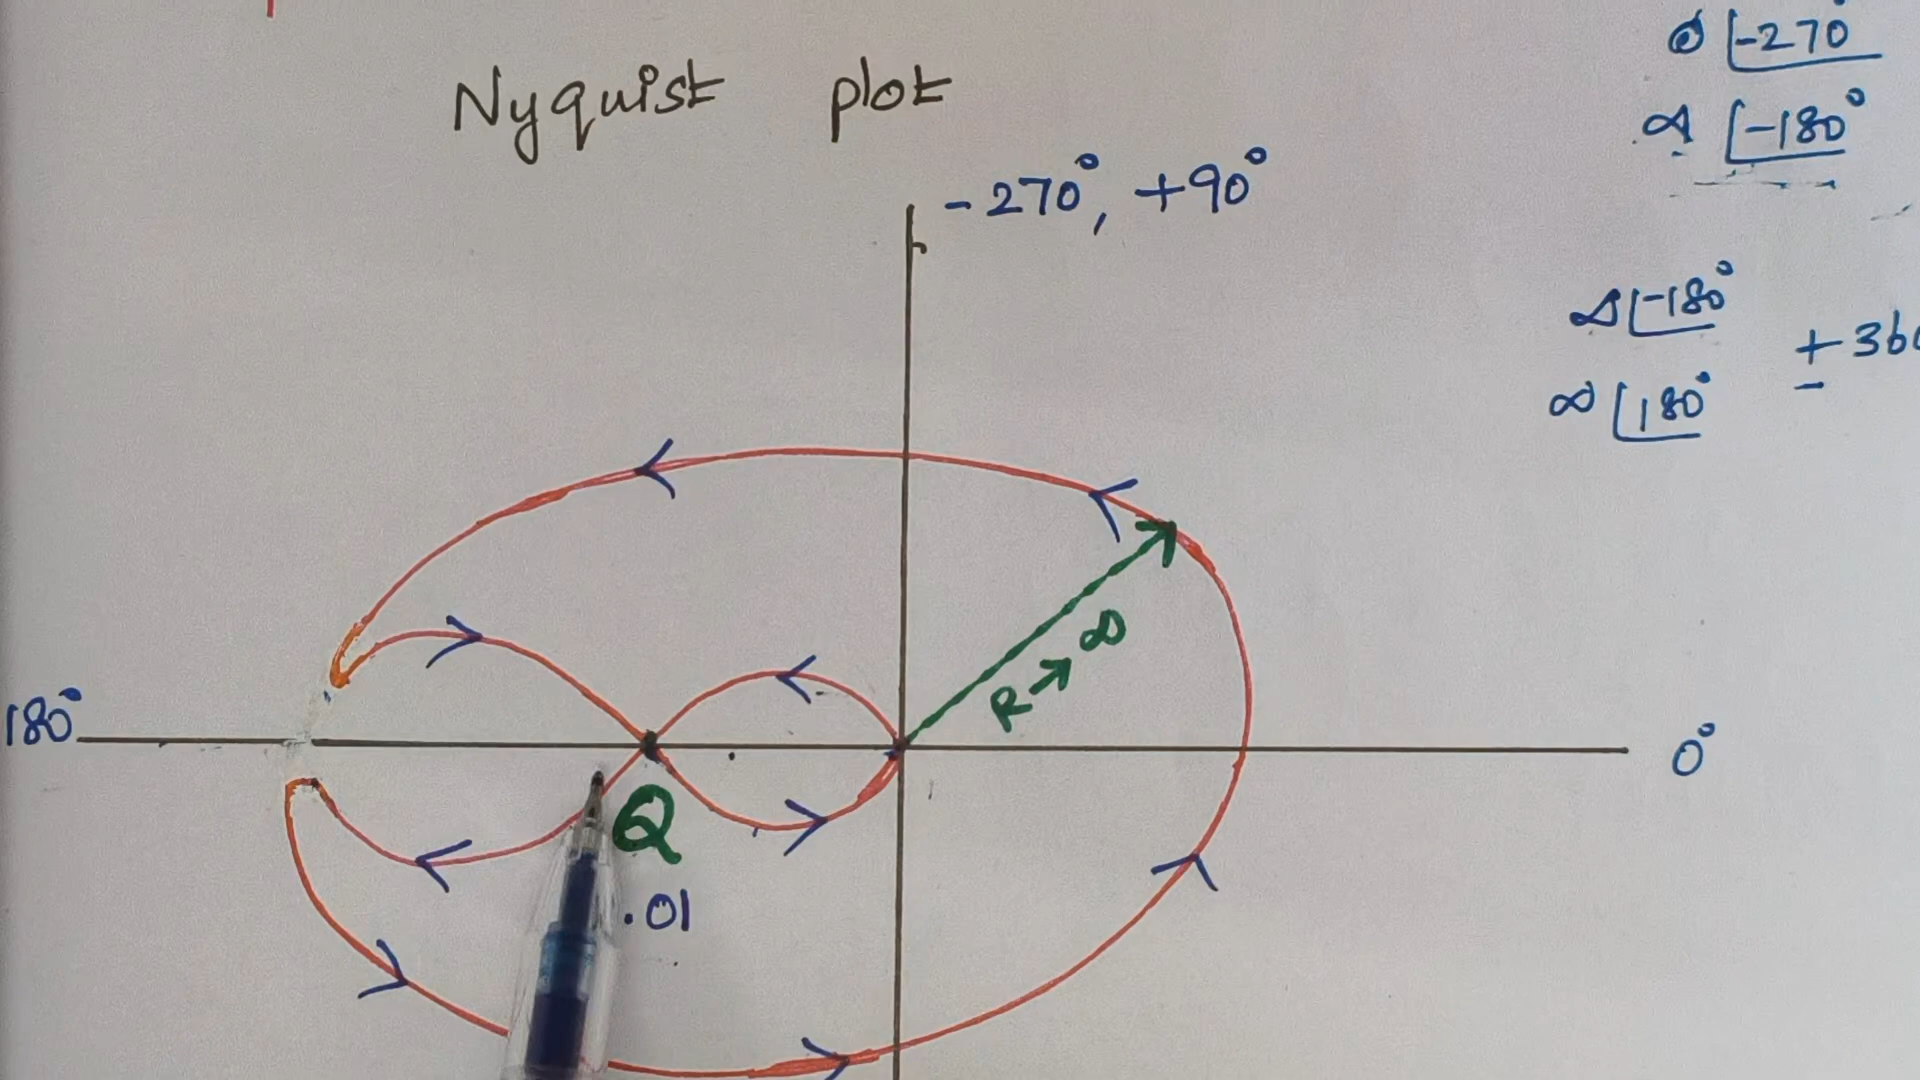 Nyquist plot
0 ∠-270°
∞ ∠-180°
-270°, +90°
∞ ∠-180°
∞ ∠180°
R→∞
180°
0°
Q
.01